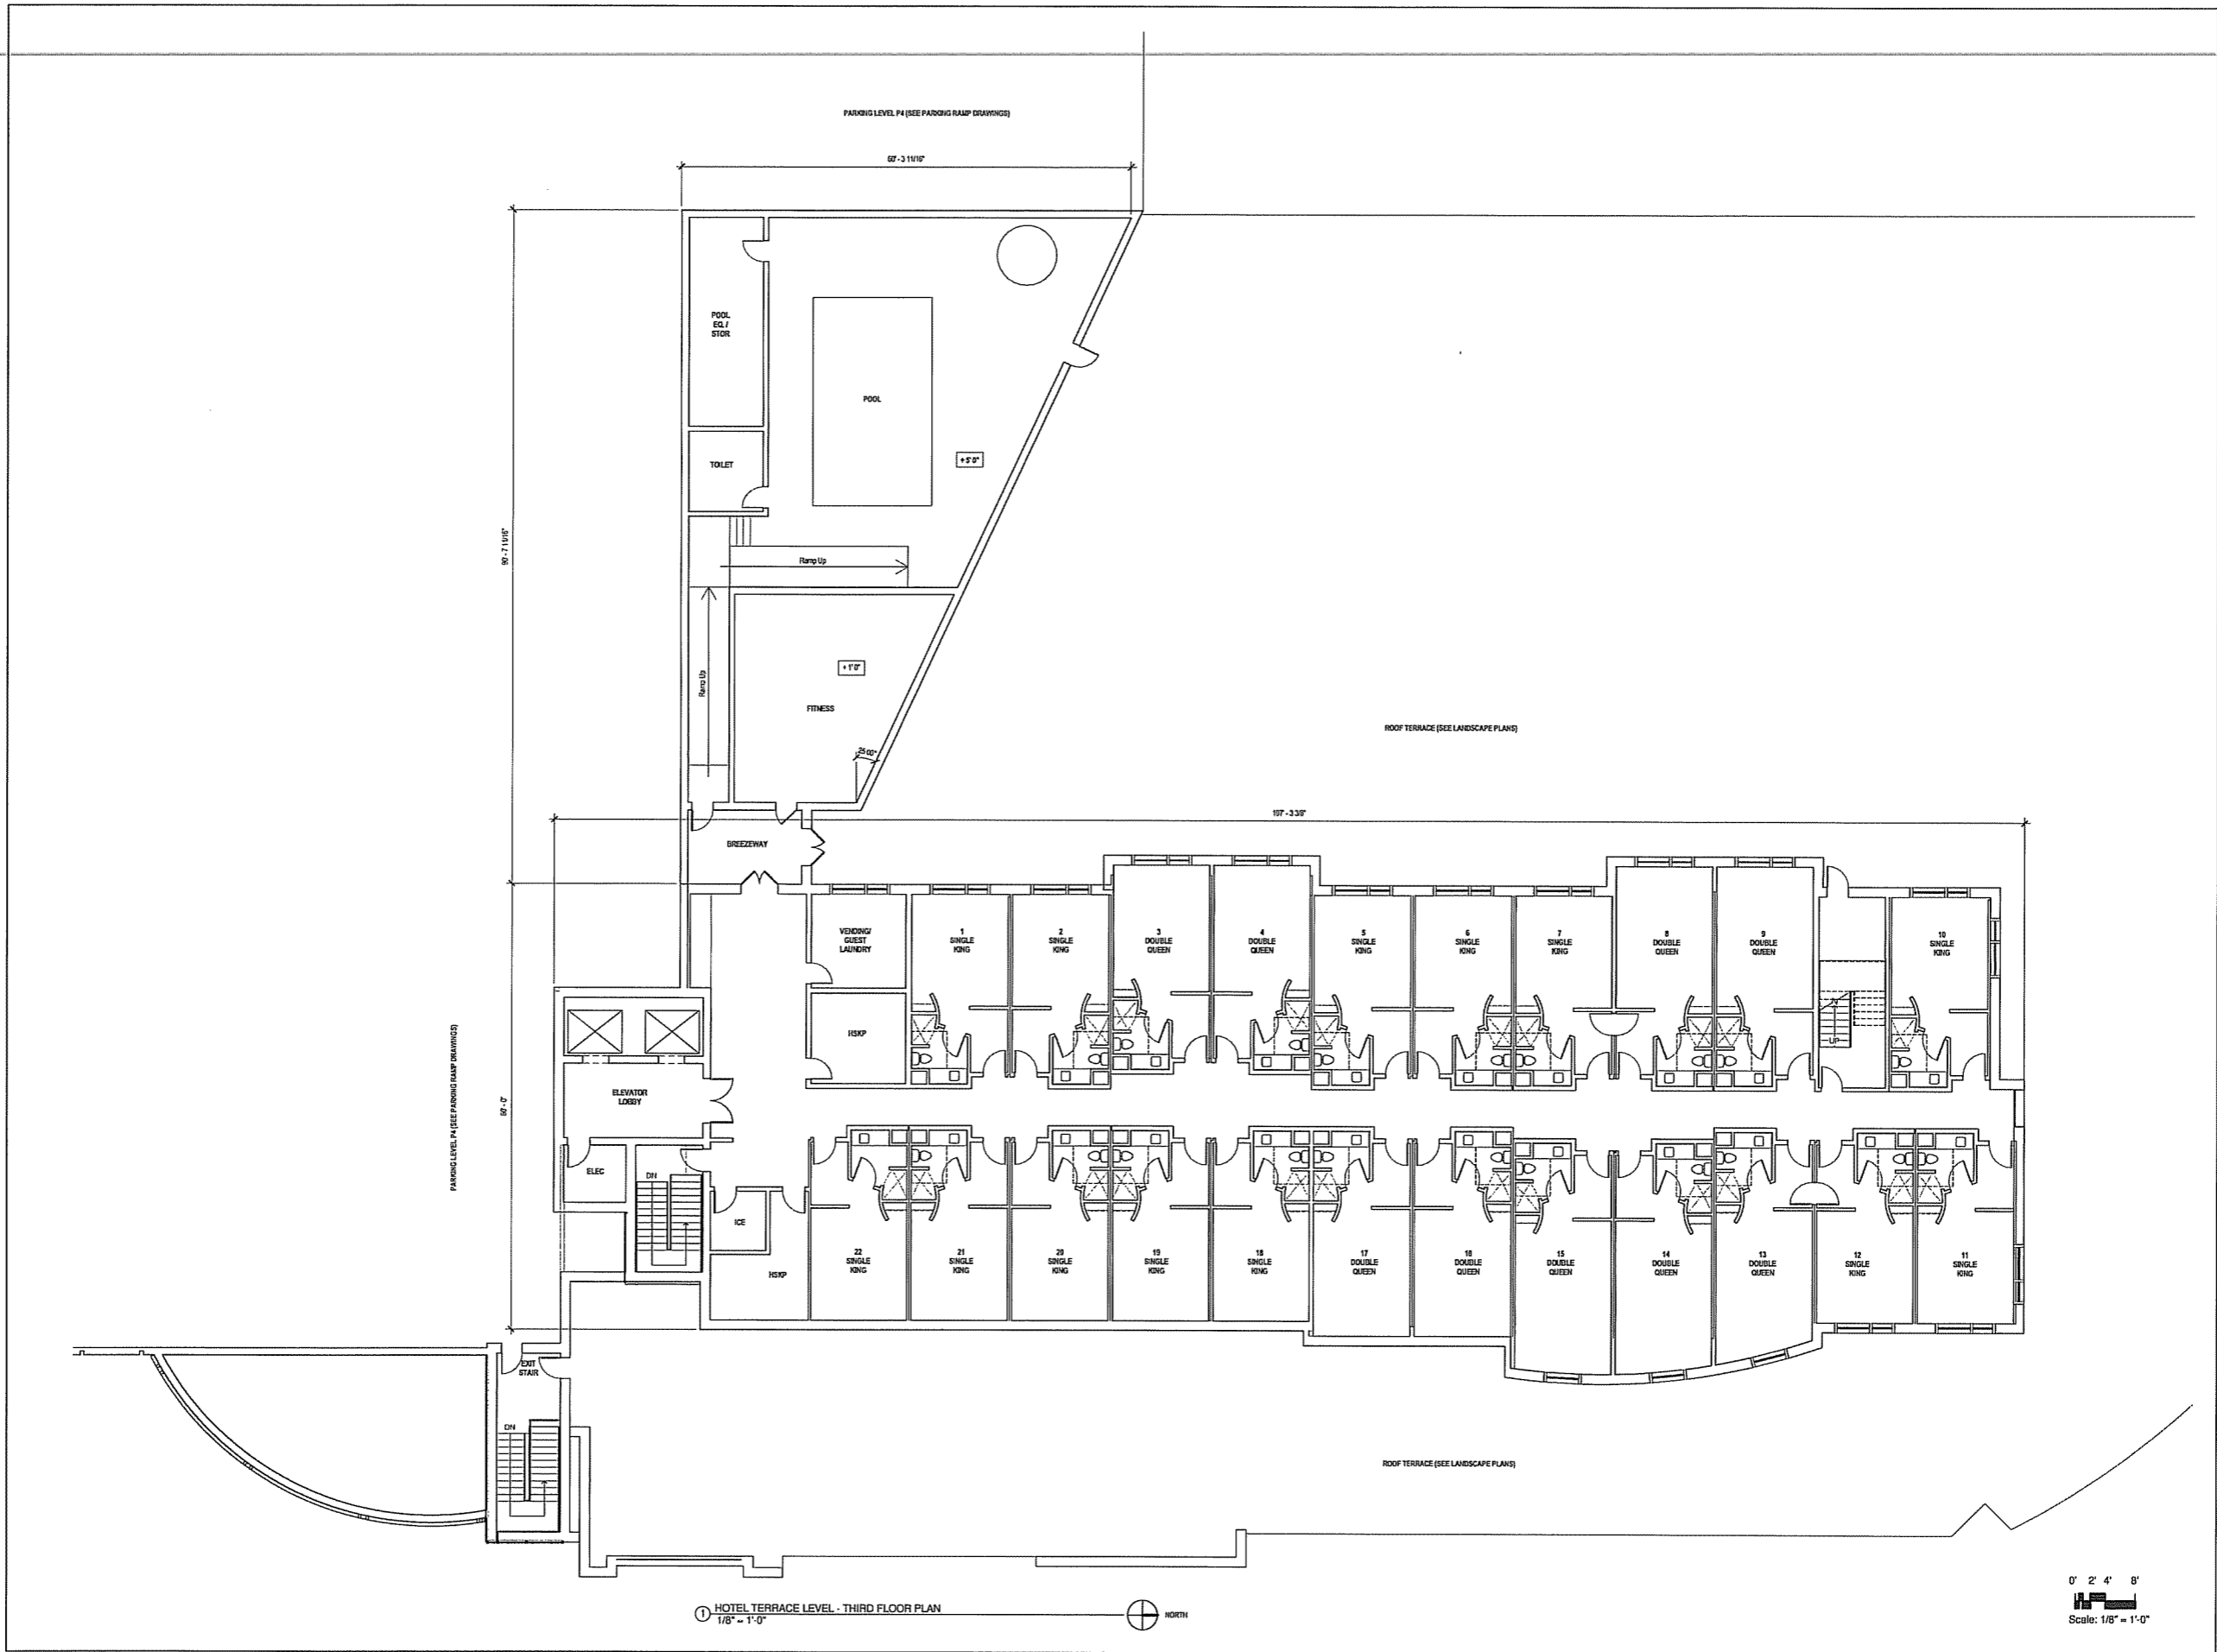 PARKING LEVEL P4 (SEE PARKING RAMP DRAWINGS)
60' - 3 11/16"
POOL
EQ. /
STOR
POOL
TOILET
+ 5' 0"
90' - 7 11/16"
Ramp Up
+ 1' 0"
Ramp Up
FITNESS
25.00°
ROOF TERRACE (SEE LANDSCAPE PLANS)
197' - 3 3/8"
BREEZEWAY
VENDING/
GUEST
LAUNDRY
1
SINGLE
KING
2
SINGLE
KING
3
DOUBLE
QUEEN
4
DOUBLE
QUEEN
5
SINGLE
KING
6
SINGLE
KING
7
SINGLE
KING
8
DOUBLE
QUEEN
9
DOUBLE
QUEEN
10
SINGLE
KING
HSKP
UP
PARKING LEVEL P4 (SEE PARKING RAMP DRAWINGS)
60' - 0"
ELEVATOR
LOBBY
ELEC
DN
ICE
HSKP
22
SINGLE
KING
21
SINGLE
KING
20
SINGLE
KING
19
SINGLE
KING
18
SINGLE
KING
17
DOUBLE
QUEEN
16
DOUBLE
QUEEN
15
DOUBLE
QUEEN
14
DOUBLE
QUEEN
13
DOUBLE
QUEEN
12
SINGLE
KING
11
SINGLE
KING
EXIT
STAIR
DN
ROOF TERRACE (SEE LANDSCAPE PLANS)
1 HOTEL TERRACE LEVEL - THIRD FLOOR PLAN
1/8" = 1'-0"
NORTH
0' 2' 4' 8'
Scale: 1/8" = 1'-0"